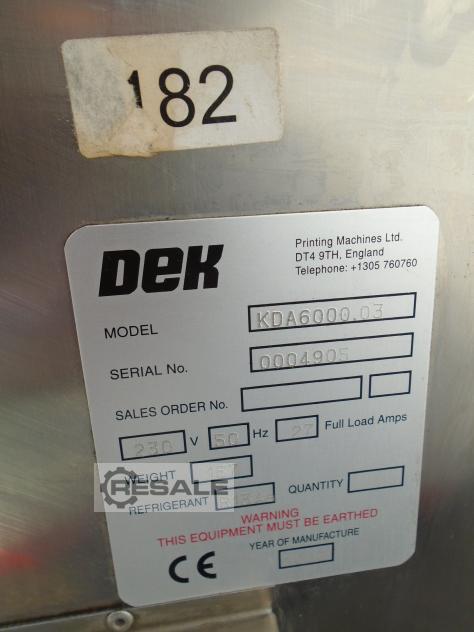 182
DEK
Printing Machines Ltd.
DT4 9TH, England
Telephone: +1305 760760
MODEL KDA6000.03
SERIAL No. 0004905
SALES ORDER No.
230 V 50 Hz 27 Full Load Amps
WEIGHT
RESALE
REFRIGERANT QUANTITY
WARNING
THIS EQUIPMENT MUST BE EARTHED
CE YEAR OF MANUFACTURE